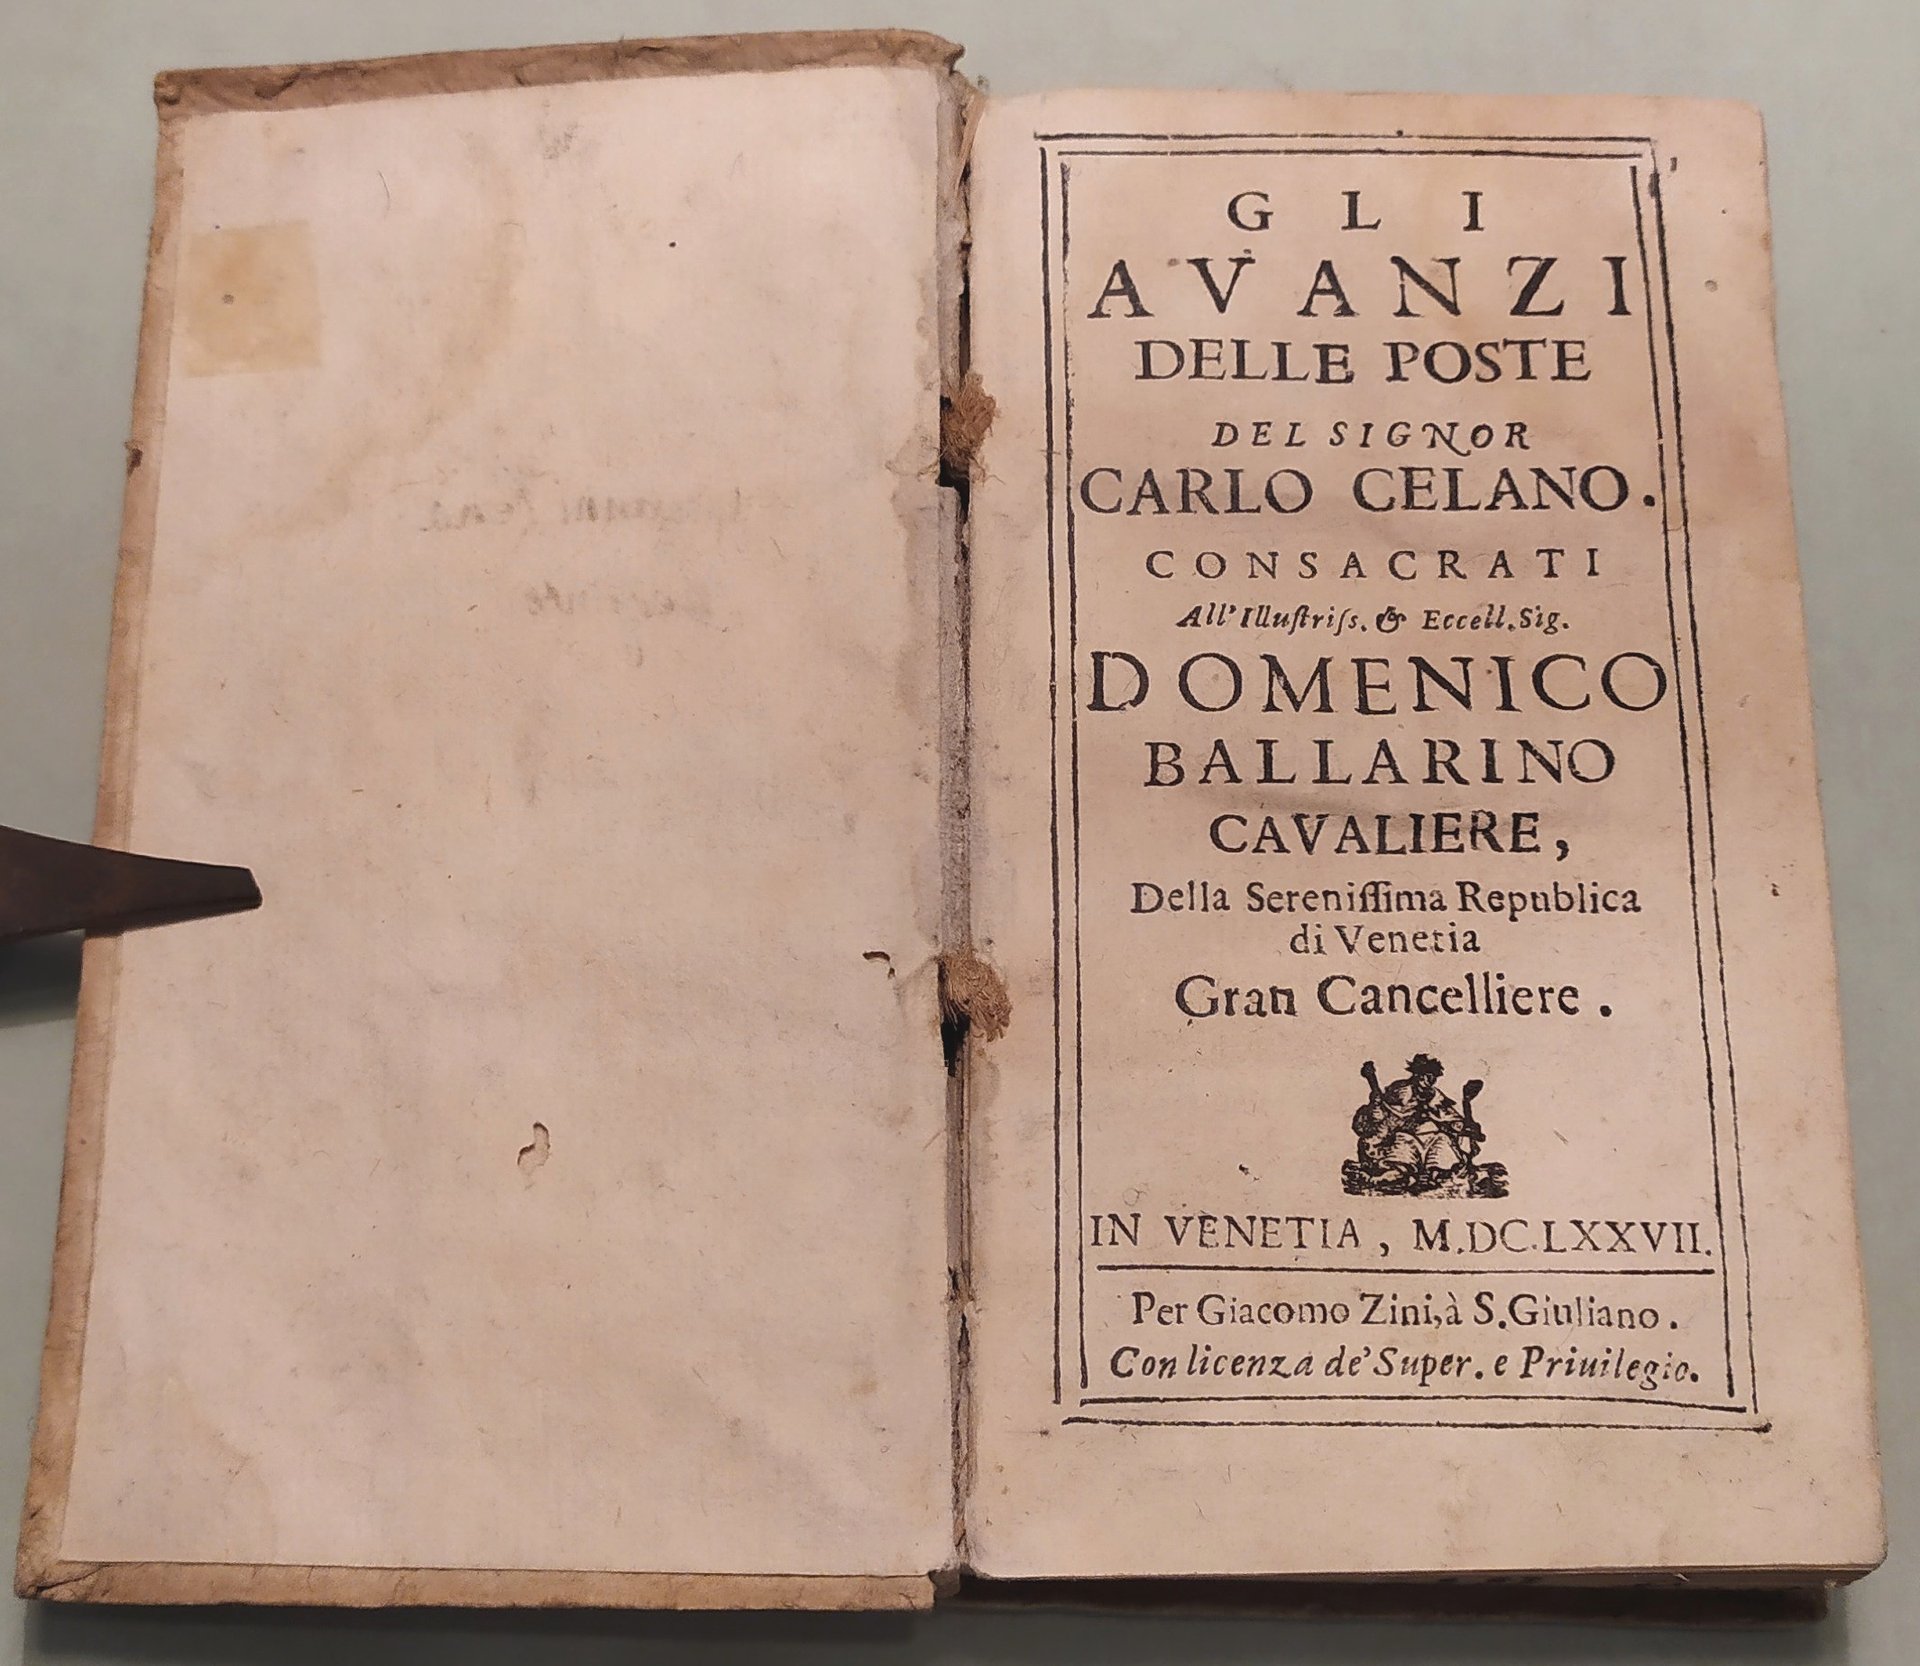 GLI
AVANZI
DELLE POSTE
DEL SIGNOR
CARLO CELANO.
CONSACRATI
All' Illuſtriſs. & Eccell. Sig.
DOMENICO
BALLARINO
CAVALIERE,
Della Sereniſſima Republica
di Venetia
Gran Cancelliere.
IN VENETIA, M.DC.LXXVII.
Per Giacomo Zini, à S. Giuliano.
Con licenza de' Super. e Priuilegio.